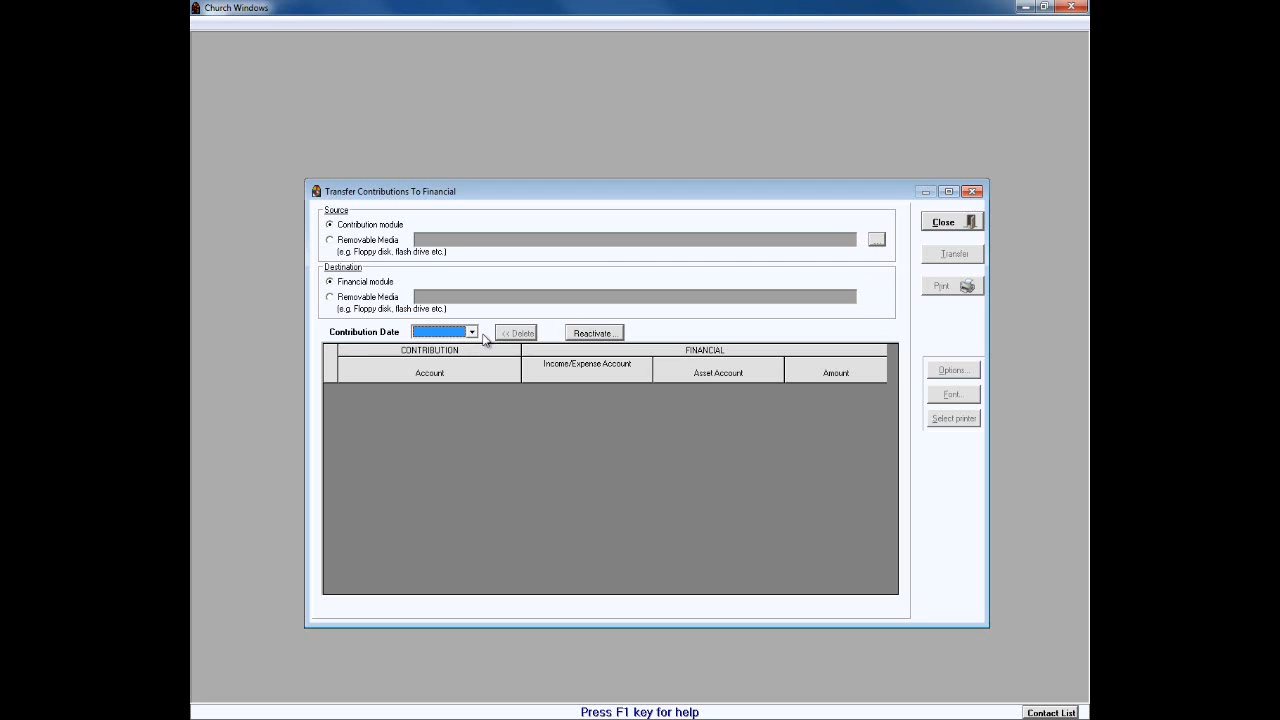 Church Windows
Transfer Contributions To Financial
Source
Contribution module
Removable Media
...
(e.g. Floppy disk, flash drive etc.)
Destination
Financial module
Removable Media
(e.g. Floppy disk, flash drive etc.)
Contribution Date
<< Delete
Reactivate...
CONTRIBUTION
FINANCIAL
Account
Income/Expense Account
Asset Account
Amount
Close
Transfer
Print
Options...
Font...
Select printer
Press F1 key for help
Contact List